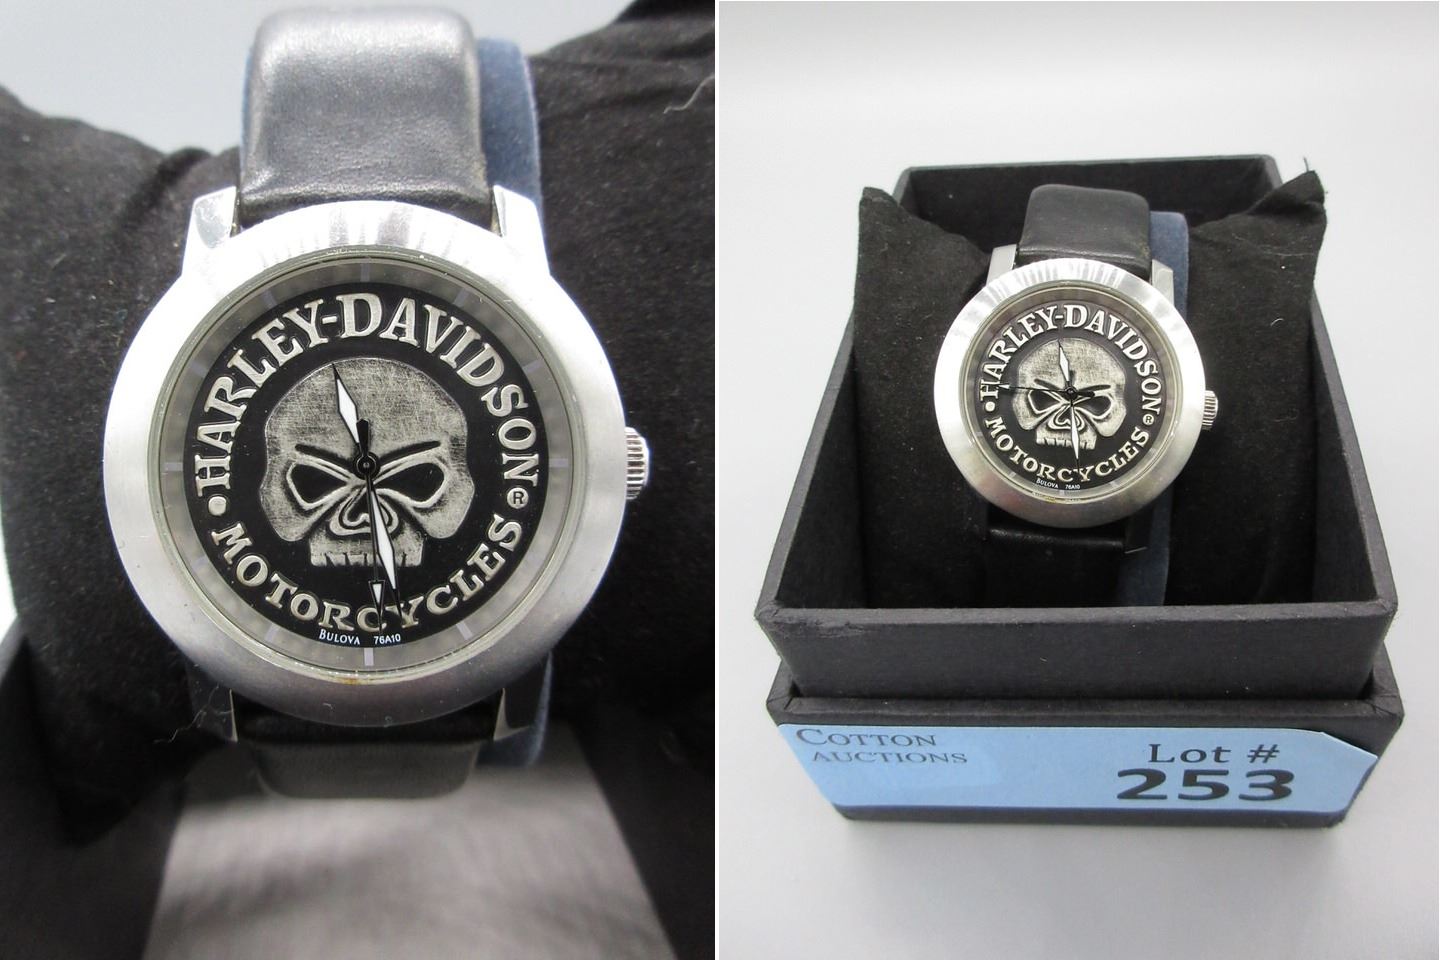 HARLEY-DAVIDSON®
MOTORCYCLES
BULOVA 76A10
HARLEY-DAVIDSON®
MOTORCYCLES
BULOVA 76A10
COTTON
AUCTIONS
Lot #
253